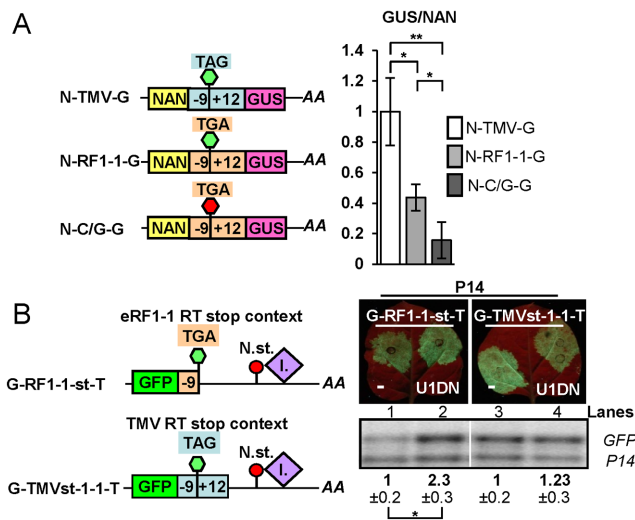 A
GUS/NAN
TAG
N-TMV-G NAN -9 +12 GUS AA
TGA
N-RF1-1-G NAN -9 +12 GUS AA
TGA
N-C/G-G NAN -9 +12 GUS AA
1.4
1.2
1
0.8
0.6
0.4
0.2
0
**
*
*
N-TMV-G
N-RF1-1-G
N-C/G-G
B
eRF1-1 RT stop context
TGA
N.st.
I.
G-RF1-1-st-T GFP -9 AA
TMV RT stop context
TAG
N.st.
I.
G-TMVst-1-1-T GFP -9 +12 AA
P14
G-RF1-1-st-T G-TMVst-1-1-T
- U1DN - U1DN
1 2 3 4 Lanes
GFP
P14
1 2.3 1 1.23
±0.2 ±0.3 ±0.2 ±0.3
*